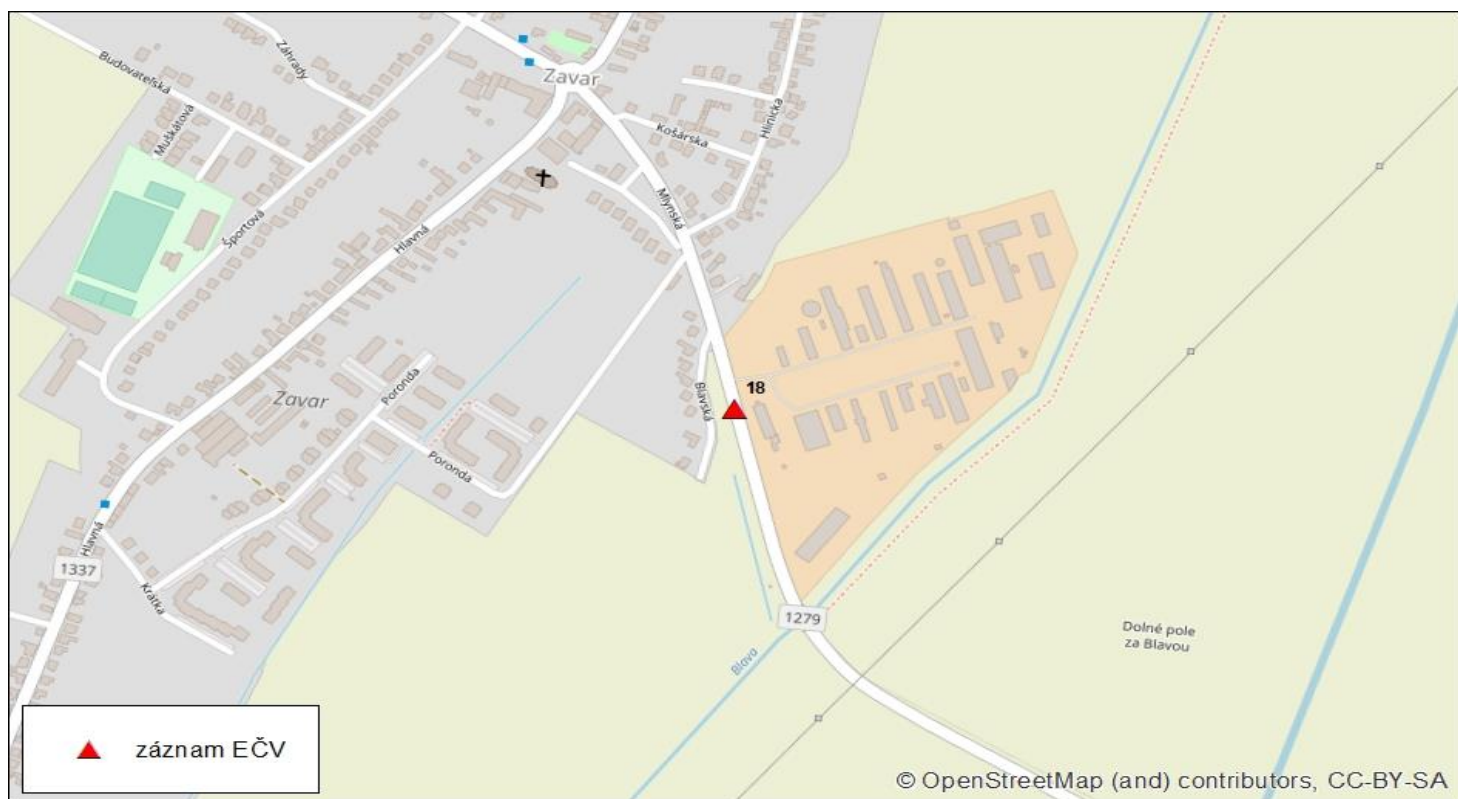 Záhrady
Budovateľská
Zavar
Muškátová
Košárska
Hlinická
Mlynská
Športová
Hlavná
18
Zavar
Poronda
Blavská
Poronda
Hlavná
1337
Krátka
1279
Dolné pole
za Blavou
Blava
záznam EČV
© OpenStreetMap (and) contributors, CC-BY-SA